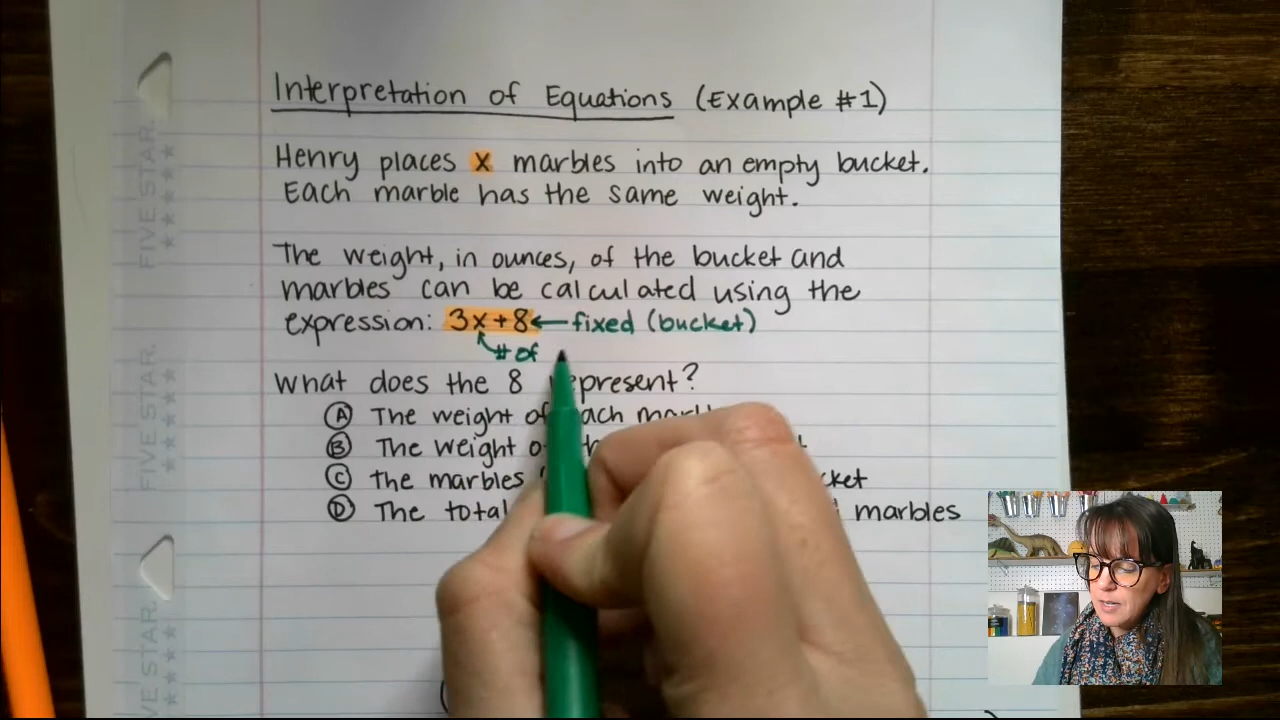 Interpretation of Equations (Example #1)
Henry places x marbles into an empty bucket.
Each marble has the same weight.
The weight, in ounces, of the bucket and
marbles can be calculated using the
expression: 3x+8 ← fixed (bucket)
# of
What does the 8 represent?
A The weight of each
B The weight
C The marbles
D The total marbles
FIVE STAR.
FIVE STAR.